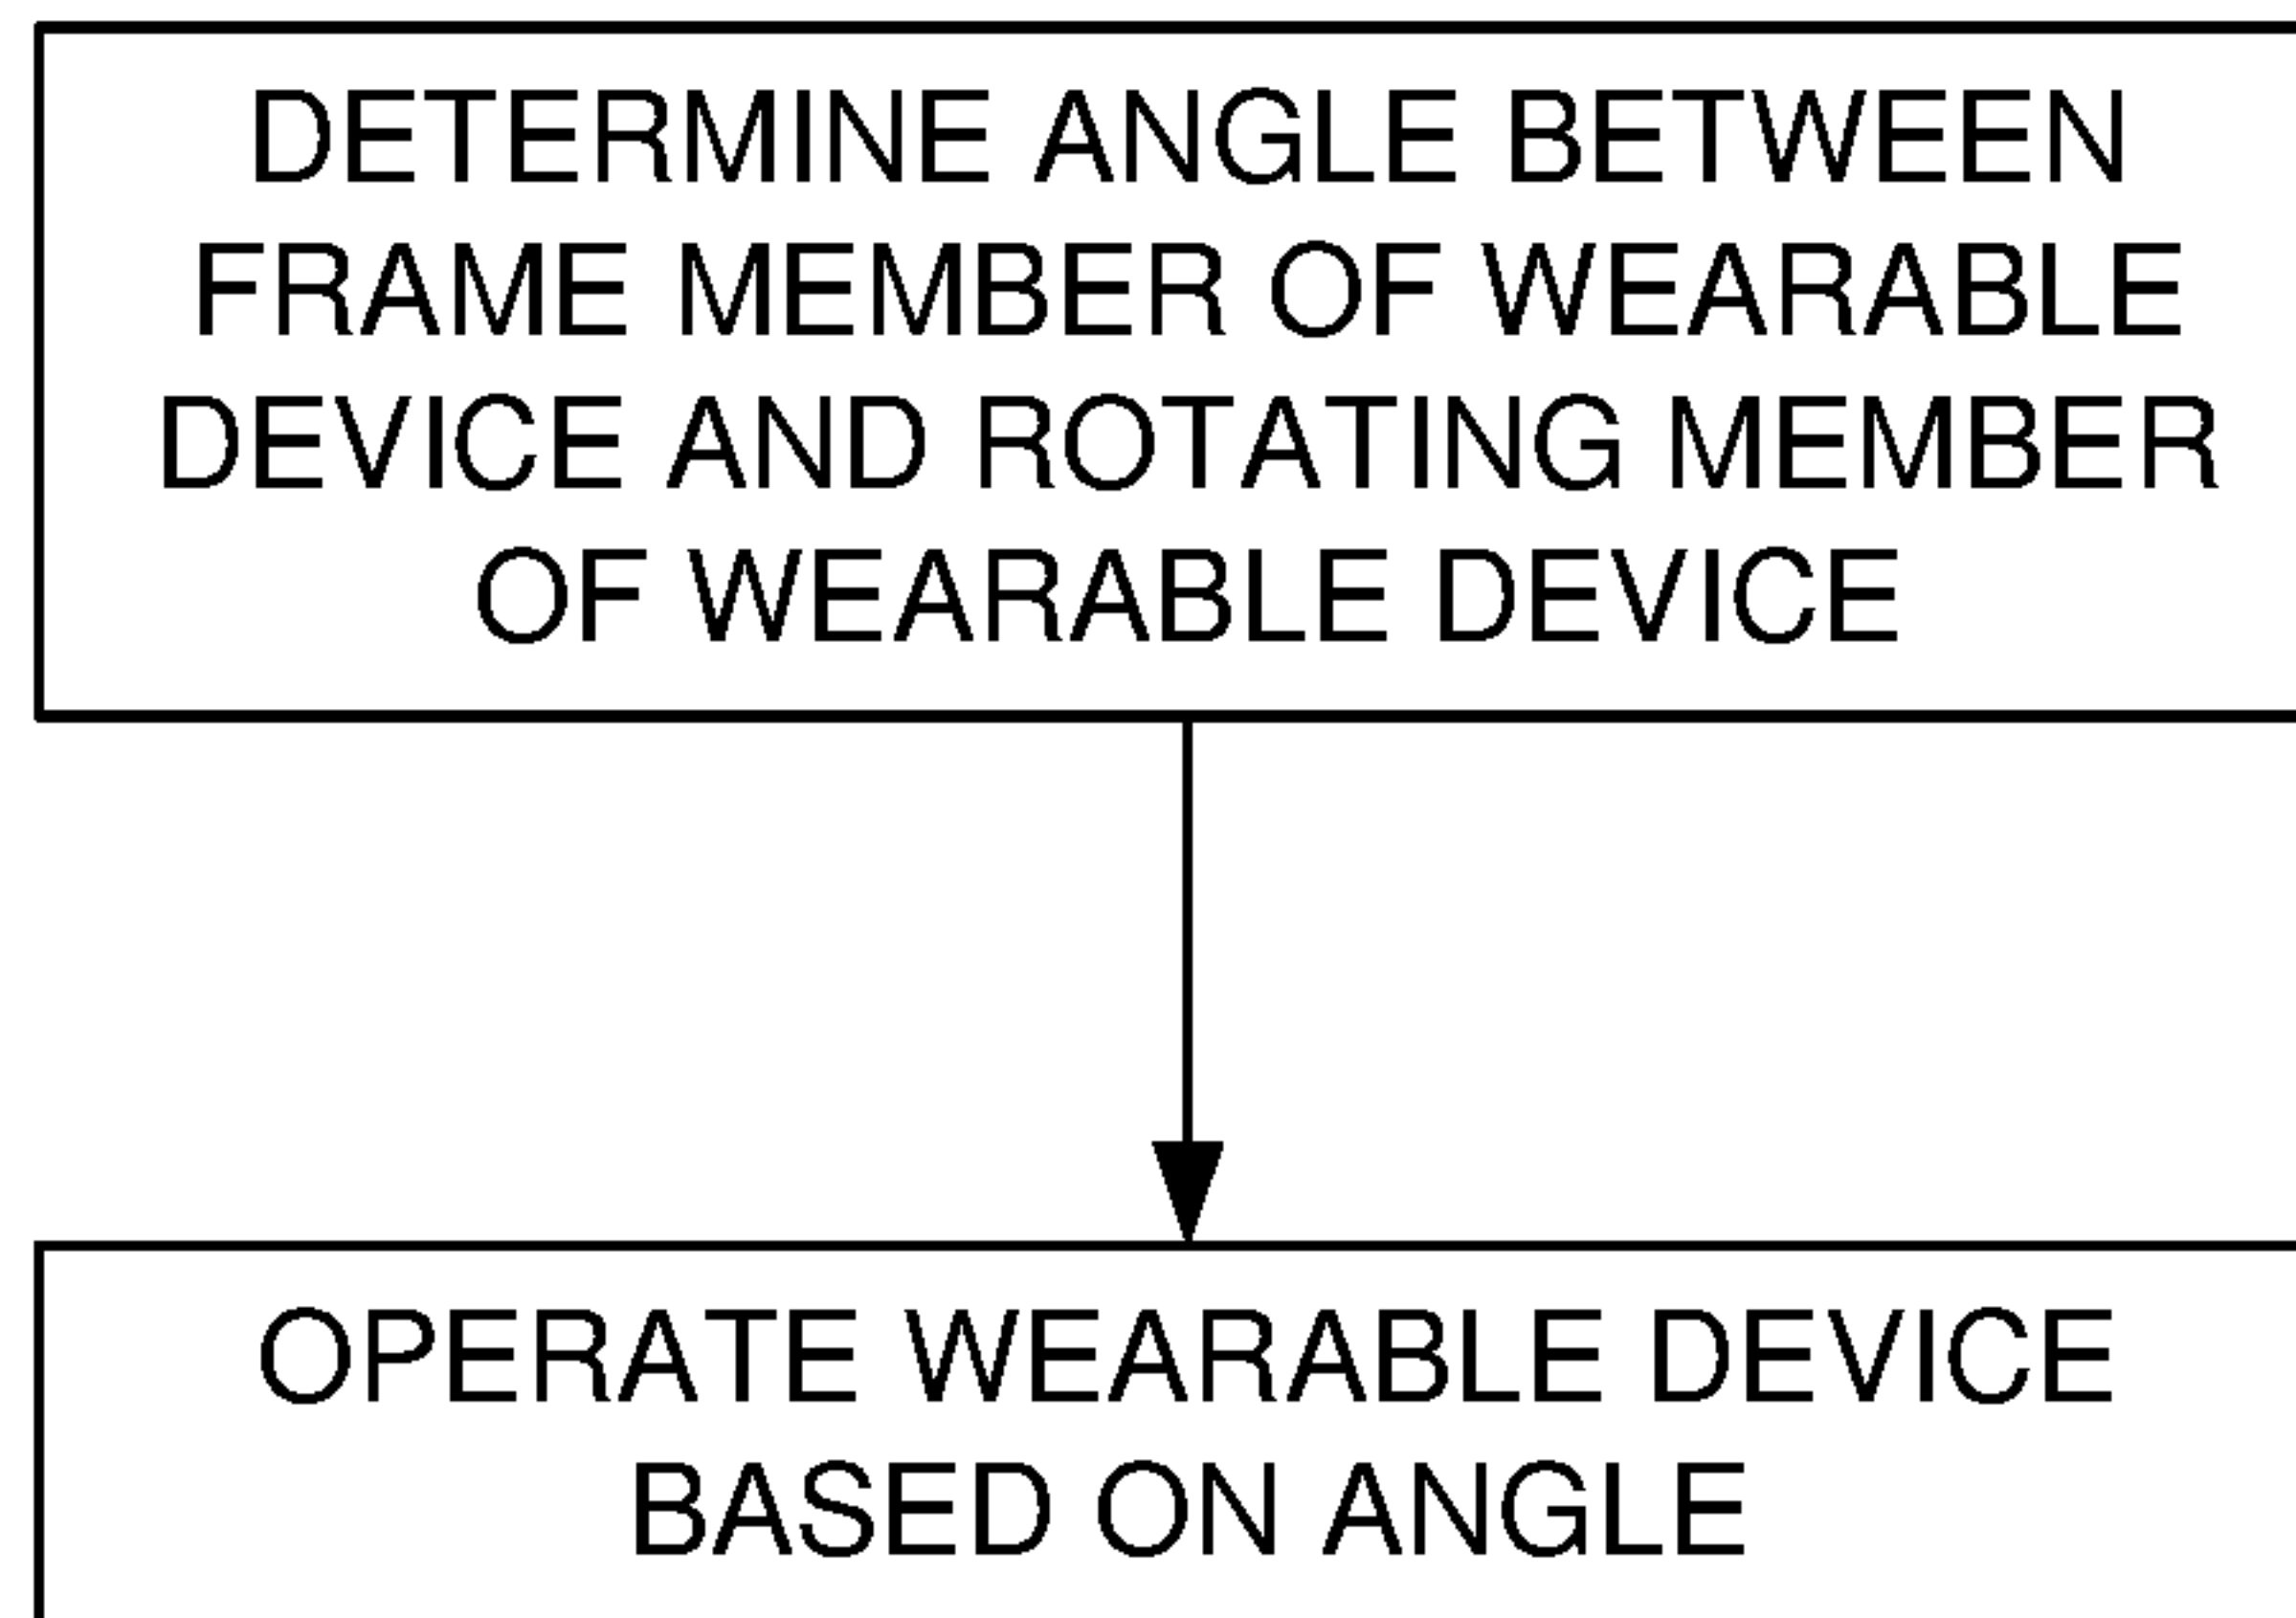 DETERMINE ANGLE BETWEEN
FRAME MEMBER OF WEARABLE
DEVICE AND ROTATING MEMBER
OF WEARABLE DEVICE
OPERATE WEARABLE DEVICE
BASED ON ANGLE